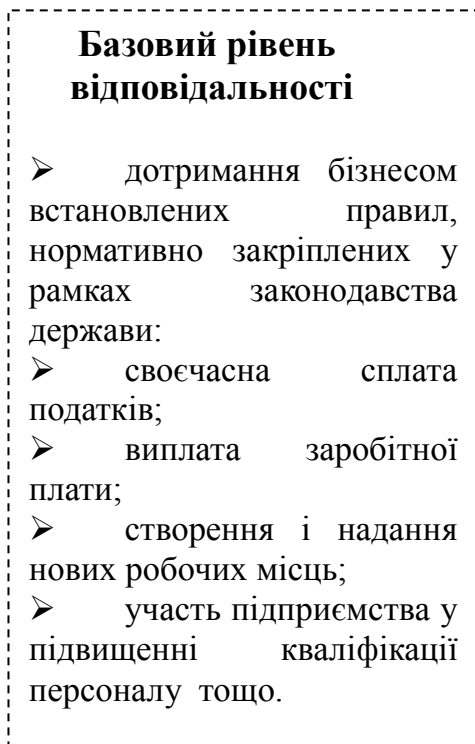 Базовий рівень
відповідальності
➢ дотримання бізнесом
встановлених правил,
нормативно закріплених у
рамках законодавства
держави:
➢ своєчасна сплата
податків;
➢ виплата заробітної
плати;
➢ створення і надання
нових робочих місць;
➢ участь підприємства у
підвищенні кваліфікації
персоналу тощо.